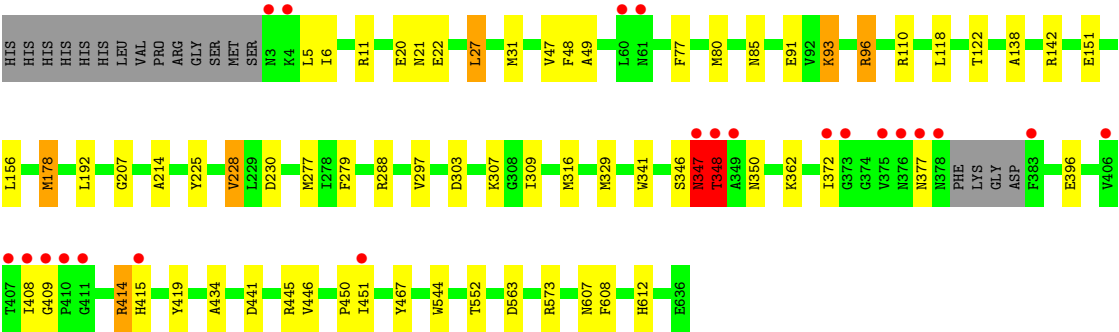 HIS HIS HIS HIS HIS HIS LEU VAL PRO ARG GLY SER MET SER N3 K4 L5 I6 R11 E20 N21 E22 L27 M31 V47 F48 A49 L60 N61 F77 M80 N85 E91 V92 K93 R96 R110 L118 T122 A138 R142 E151
L156 M178 L192 G207 A214 Y225 V228 L229 D230 M277 I278 F279 R288 V297 D303 K307 G308 I309 M316 M329 W341 S346 N347 T348 A349 N350 K362 I372 G373 G374 V375 N376 N377 N378 PHE LYS GLY ASP F383 E396 V406
T407 I408 G409 P410 G411 R414 H415 Y419 A434 D441 R445 V446 P450 I451 Y467 W544 T552 D563 R573 N607 F608 H612 E636